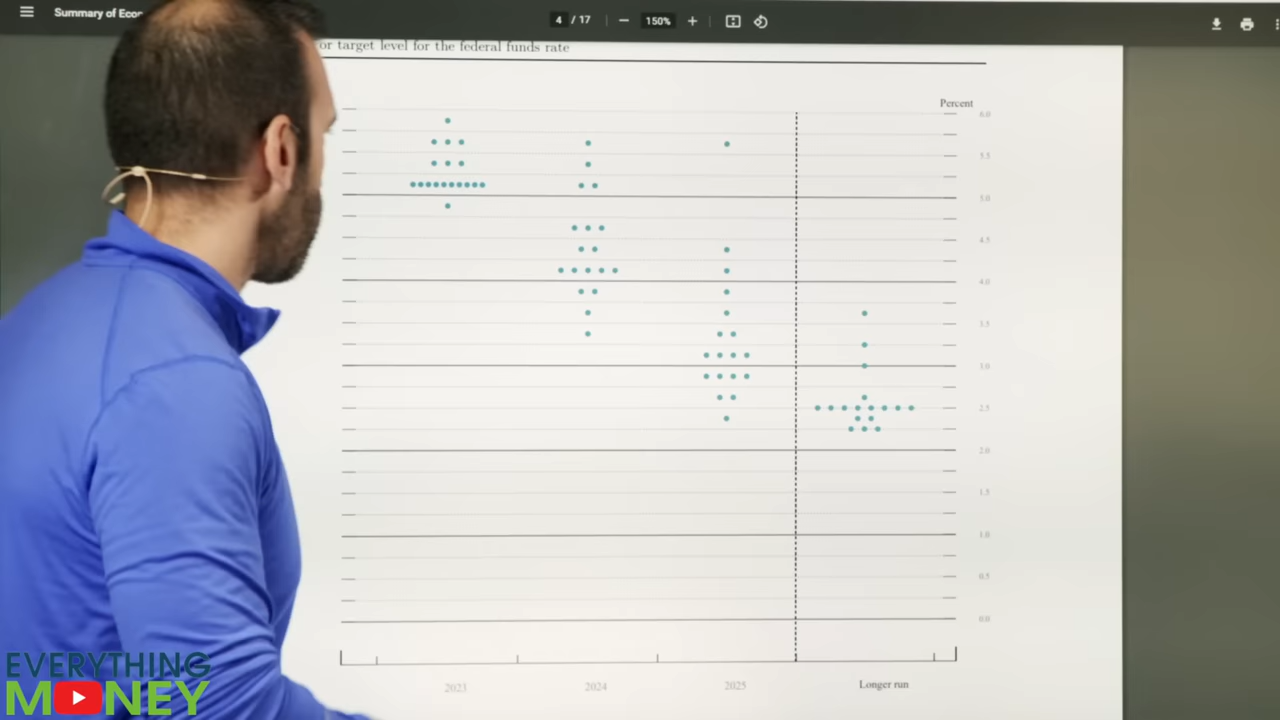 Summary of Ecor
4 / 17
150%
or target level for the federal funds rate
Percent
6.0
5.5
5.0
4.5
4.0
3.5
3.0
2.5
2.0
1.5
1.0
0.5
0.0
2023
2024
2025
Longer run
EVERYTHING
MONEY